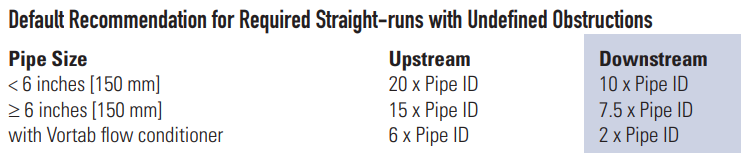 Default Recommendation for Required Straight-runs with Undefined Obstructions
Pipe Size Upstream Downstream
< 6 inches [150 mm] 20 x Pipe ID 10 x Pipe ID
≥ 6 inches [150 mm] 15 x Pipe ID 7.5 x Pipe ID
with Vortab flow conditioner 6 x Pipe ID 2 x Pipe ID